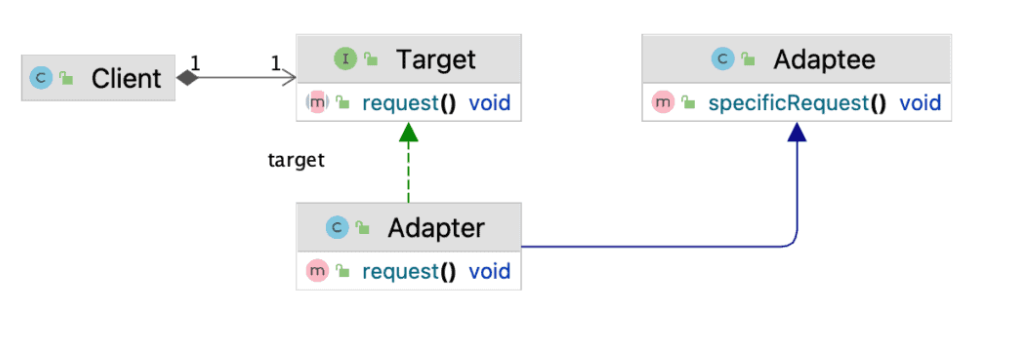 C Client
1 1
I Target
m request() void
C Adaptee
m specificRequest() void
target
C Adapter
m request() void